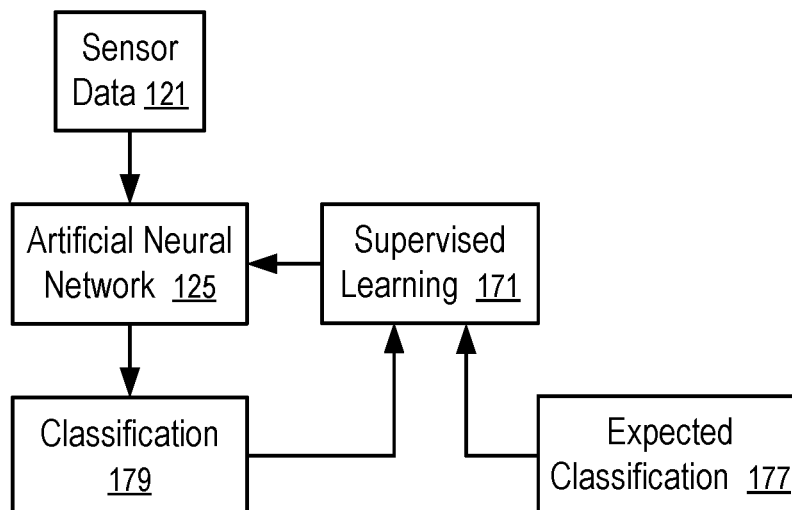 Sensor
Data 121
Artificial Neural
Network 125
Supervised
Learning 171
Classification
179
Expected
Classification 177